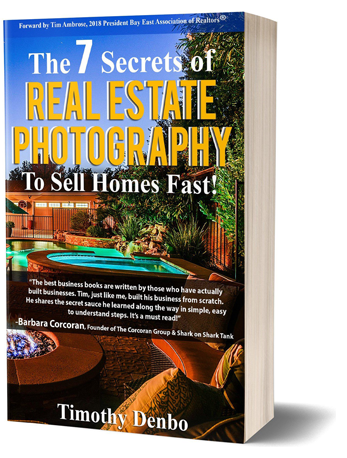 Forward by Tim Ambrose, 2018 President Bay East Association of Realtors®
The 7 Secrets of
REAL ESTATE
PHOTOGRAPHY
To Sell Homes Fast!
"The best business books are written by those who have actually
built businesses. Tim, just like me, built his business from scratch.
He shares the secret sauce he learned along the way in simple, easy
to understand steps. It's a must read!"
-Barbara Corcoran, Founder of The Corcoran Group & Shark on Shark Tank
Timothy Denbo